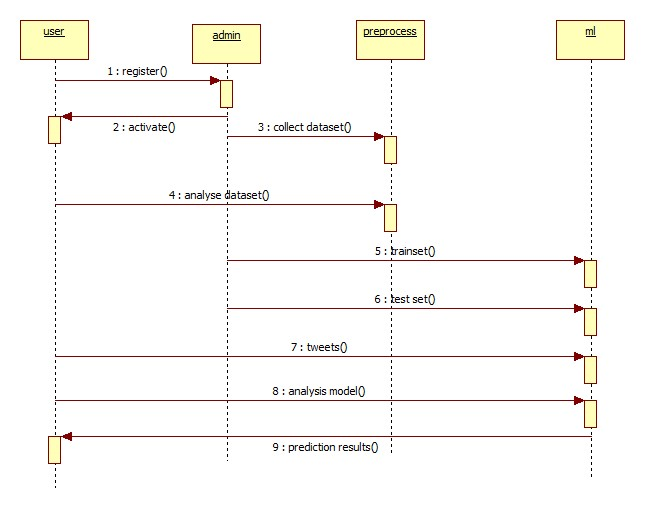 user
admin
preprocess
ml
1 : register()
2 : activate()
3 : collect dataset()
4 : analyse dataset()
5 : trainset()
6 : test set()
7 : tweets()
8 : analysis model()
9 : prediction results()